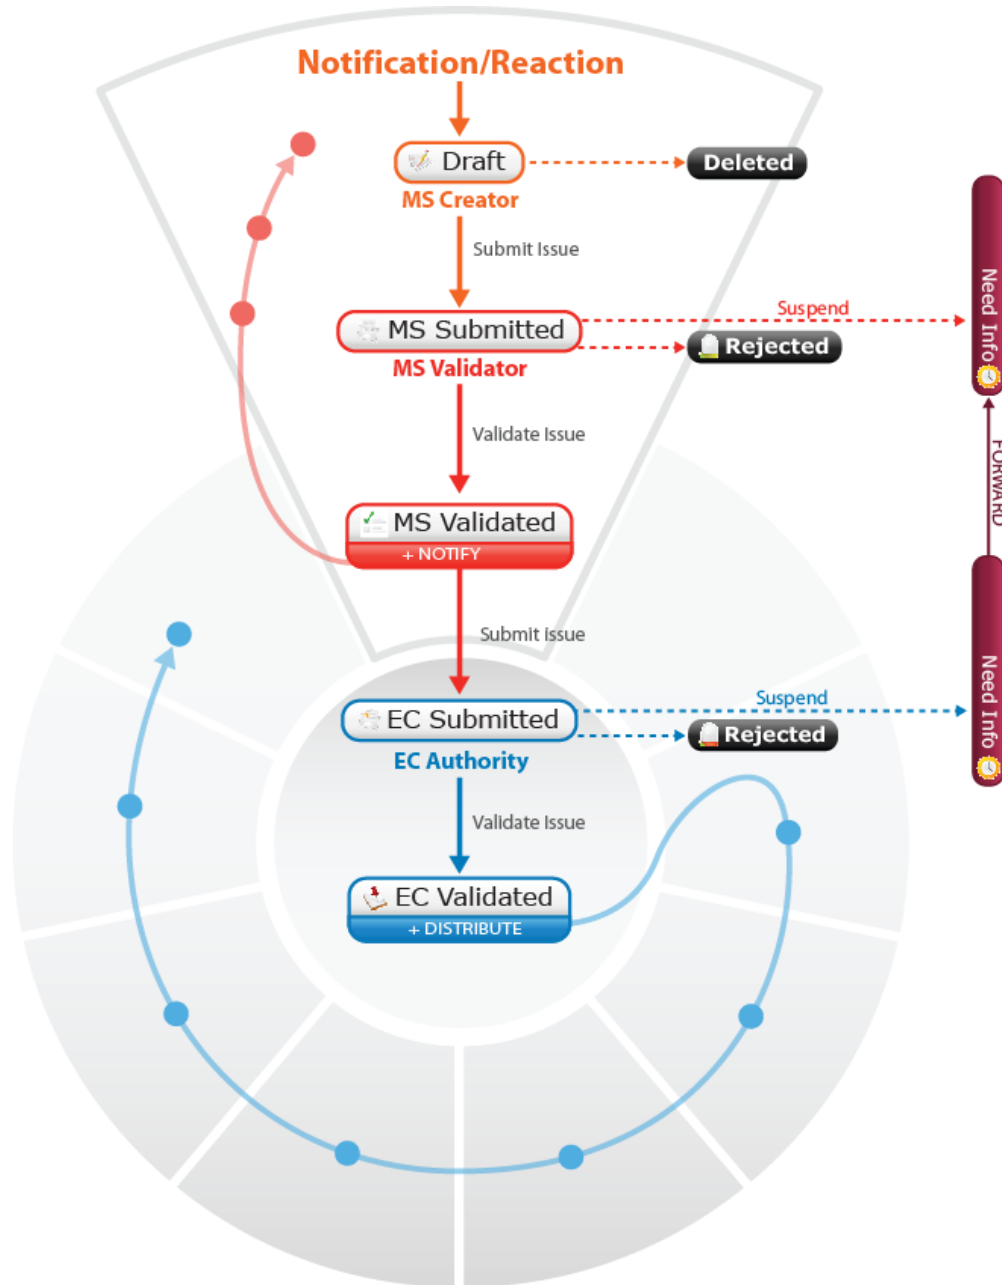 Notification/Reaction
Draft
Deleted
MS Creator
Submit Issue
MS Submitted
Suspend
Rejected
MS Validator
Need Info
Validate Issue
FORWARD
MS Validated
+ NOTIFY
Submit issue
EC Submitted
Suspend
Rejected
EC Authority
Need Info
Validate Issue
EC Validated
+ DISTRIBUTE